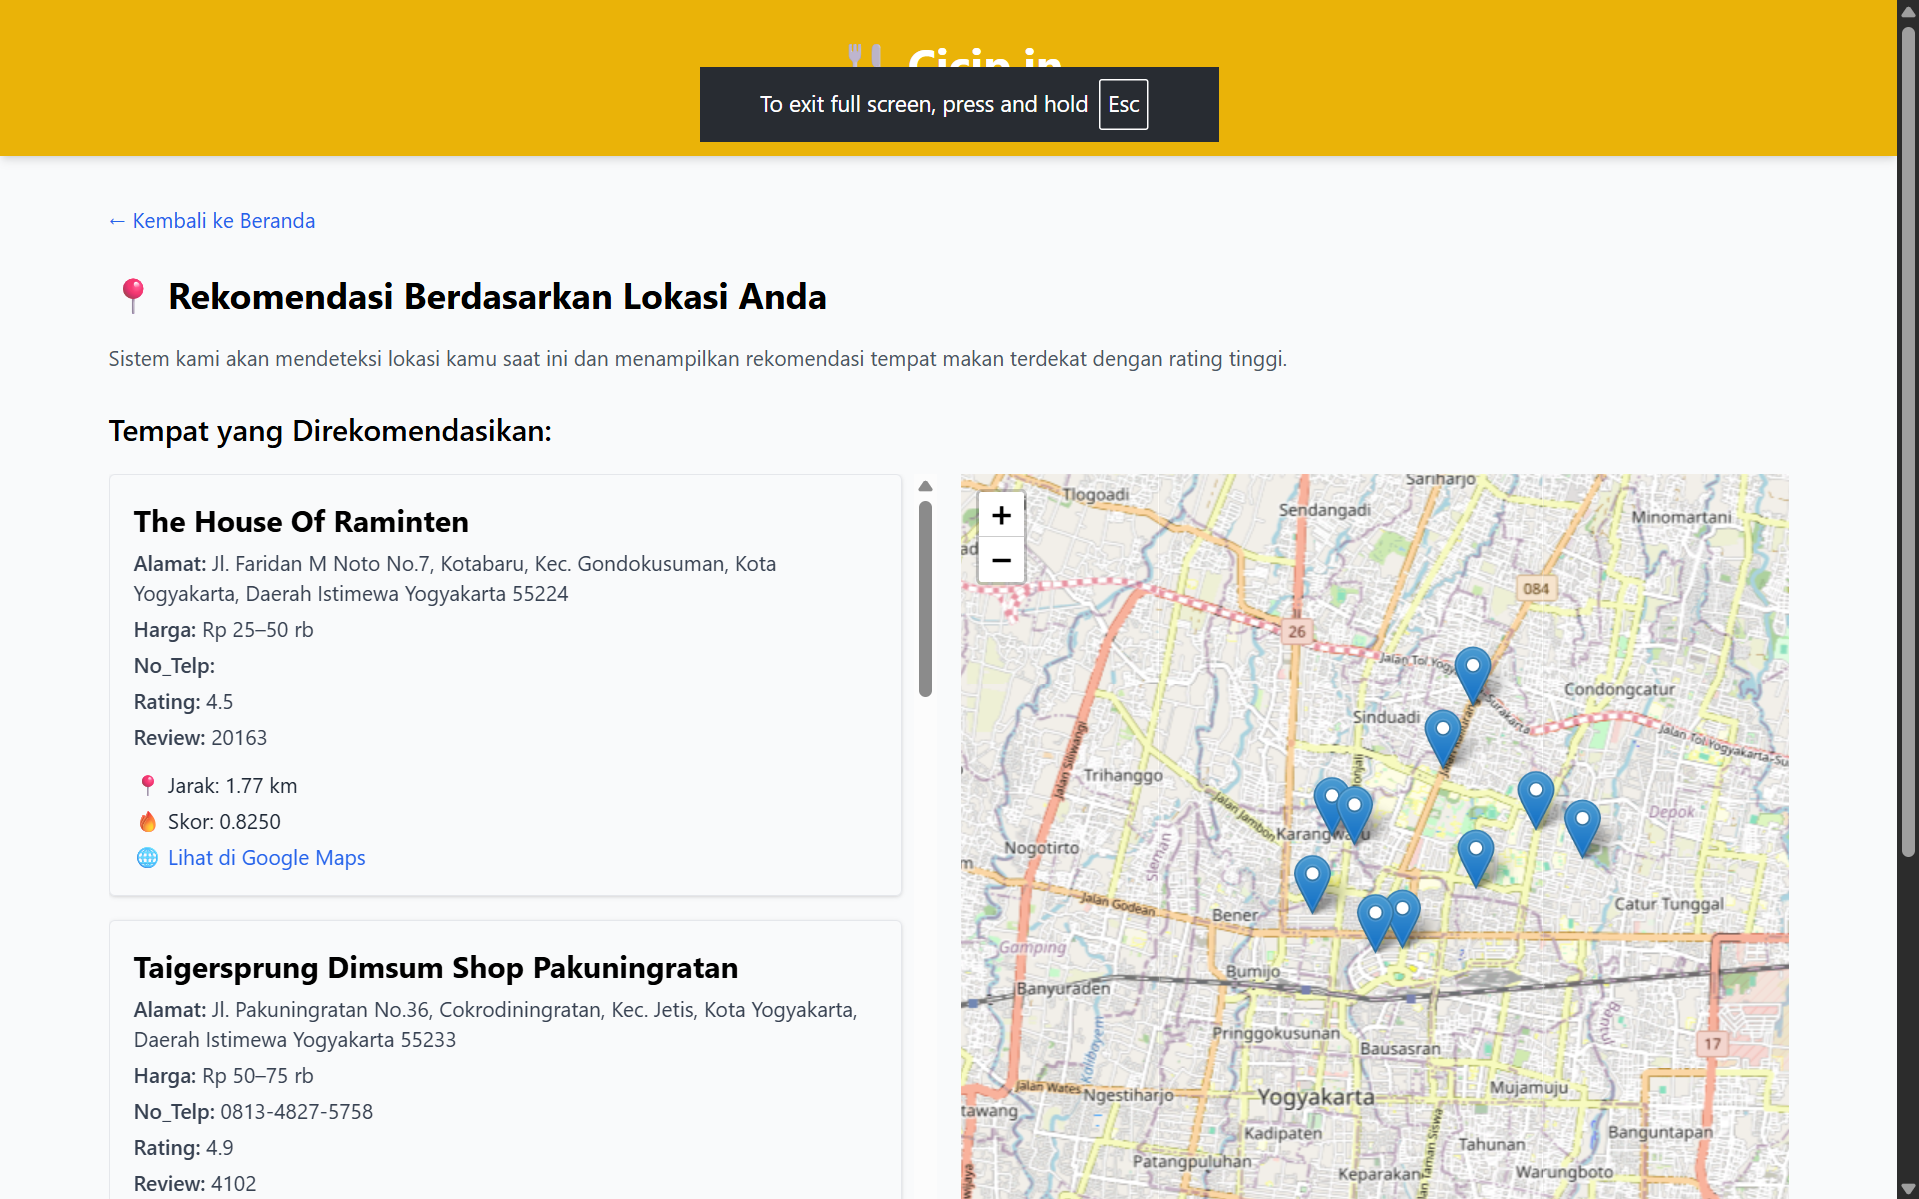 To exit full screen, press and hold Esc
← Kembali ke Beranda
Rekomendasi Berdasarkan Lokasi Anda
Sistem kami akan mendeteksi lokasi kamu saat ini dan menampilkan rekomendasi tempat makan terdekat dengan rating tinggi.
Tempat yang Direkomendasikan:
The House Of Raminten
Alamat: Jl. Faridan M Noto No.7, Kotabaru, Kec. Gondokusuman, Kota
Yogyakarta, Daerah Istimewa Yogyakarta 55224
Harga: Rp 25–50 rb
No_Telp:
Rating: 4.5
Review: 20163
Jarak: 1.77 km
Skor: 0.8250
Lihat di Google Maps
Taigersprung Dimsum Shop Pakuningratan
Alamat: Jl. Pakuningratan No.36, Cokrodiningratan, Kec. Jetis, Kota Yogyakarta,
Daerah Istimewa Yogyakarta 55233
Harga: Rp 50–75 rb
No_Telp: 0813-4827-5758
Rating: 4.9
Review: 4102
+
−
Sariharjo
Tlogoadi
Sendangadi
Minomartani
084
26
Jalan Tol Yogy
Surakarta
Condongcatur
Sinduadi
Jalan Tol Yogyakarta-Su
Jalan Siliwangi
Trihanggo
Jalan Jambon
Depok
Karangw
u
Nogotirto
Sleman
Jalan Godean
Bener
Catur Tunggal
Gamping
Bumijo
Banyuraden
Bantul
Pringgokusunan
Bausasran
17
Kalibayem
Jalan Wates
Ngestiharjo
Yogyakarta
Mujamuju
tawang
Kadipaten
Tahunan
Banguntapan
Patangpuluhan
Keparakan
Warungboto